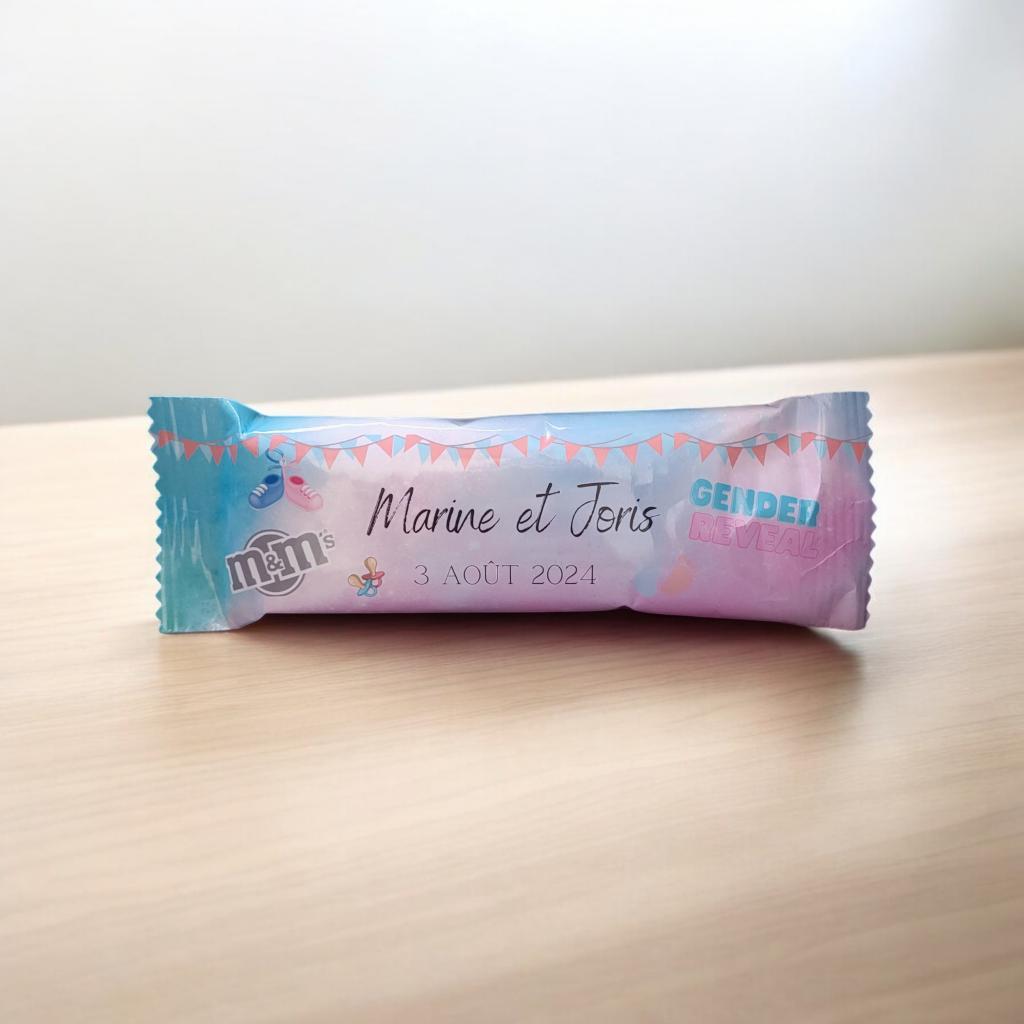 Marine et Joris
3 AOÛT 2024
GENDER
REVEAL
m&m's